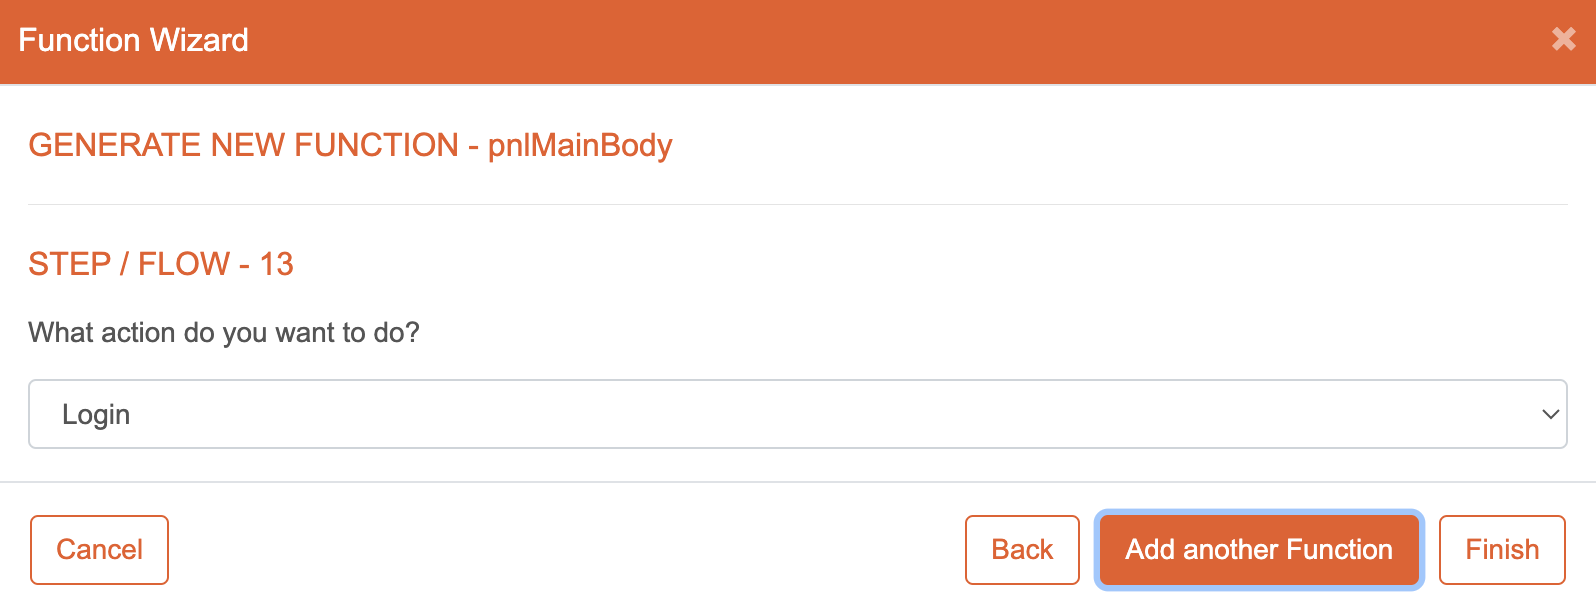 Function Wizard
GENERATE NEW FUNCTION - pnlMainBody
STEP / FLOW - 13
What action do you want to do?
Login
Cancel
Back
Add another Function
Finish